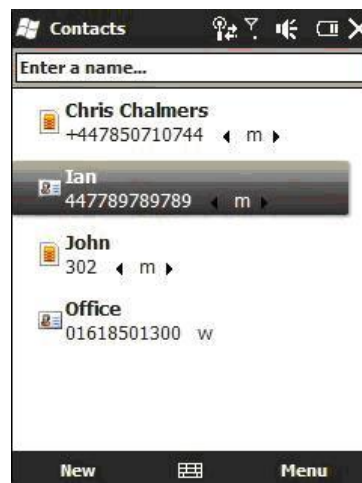 Contacts
Enter a name...
Chris Chalmers
+447850710744 m
Ian
447789789789 m
John
302 m
Office
01618501300 w
New Menu